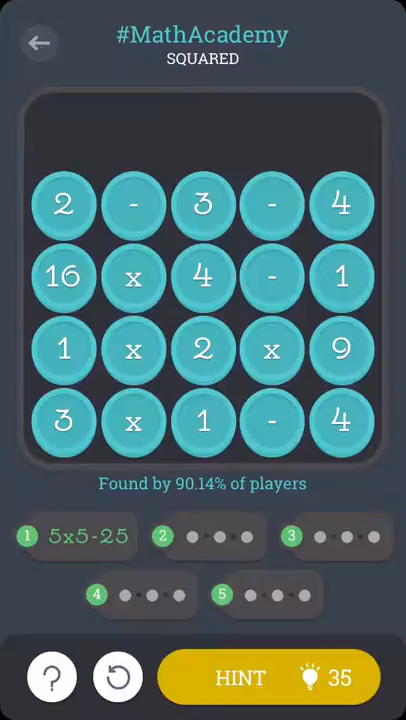 #MathAcademy
SQUARED
2 - 3 - 4
16 x 4 - 1
1 x 2 x 9
3 x 1 - 4
Found by 90.14% of players
1 5x5-25 2 3
4 5
? HINT 35